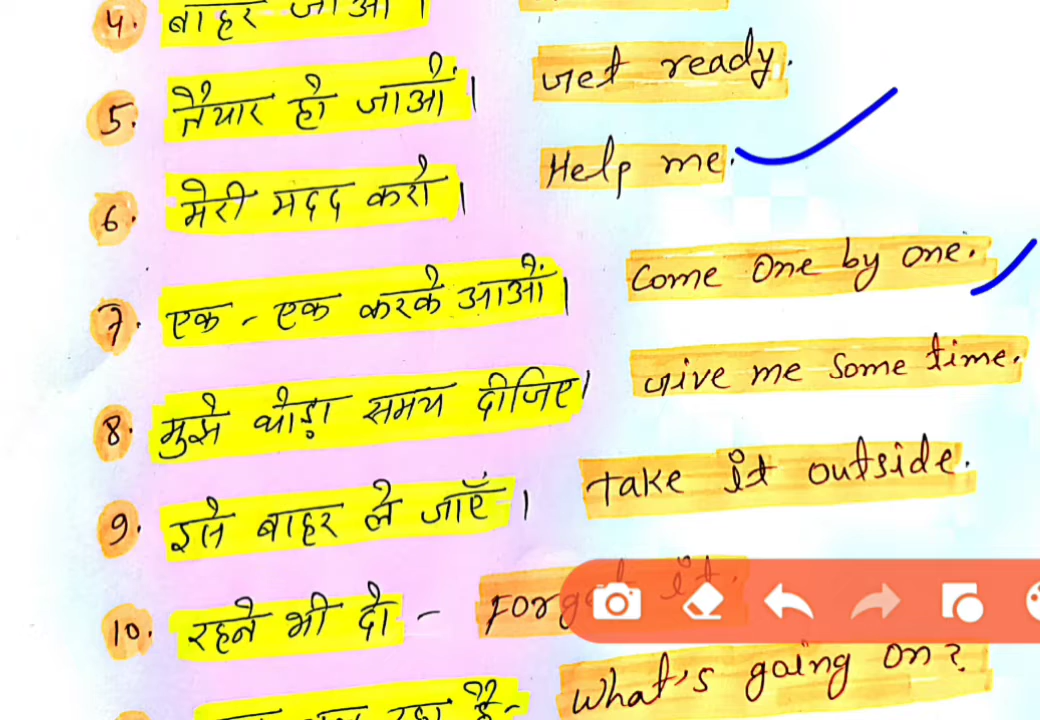 4. बाहर जाओ।
5. तैयार हो जाओ। Get ready.
6. मेरी मदद करो। Help me.
7. एक - एक करके आओ। Come One by one.
8. मुझे थोड़ा समय दीजिए। Give me Some time.
9. इसे बाहर ले जाएँ। Take it outside.
10. रहने भी दो - it.
रहा है - What's going on?